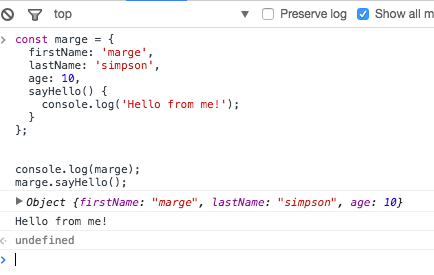 top Preserve log Show all m
const marge = {
  firstName: 'marge',
  lastName: 'simpson',
  age: 10,
  sayHello() {
    console.log('Hello from me!');
  }
};
console.log(marge);
marge.sayHello();
Object {firstName: "marge", lastName: "simpson", age: 10}
Hello from me!
undefined